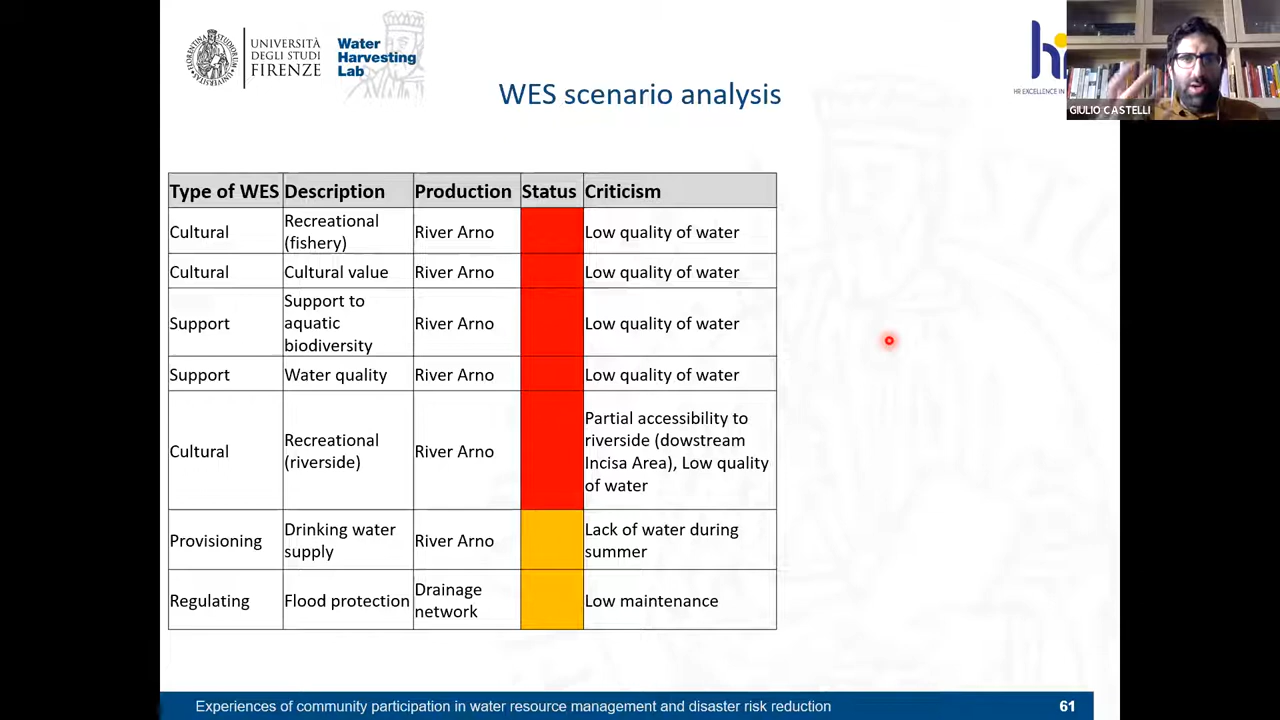 UNIVERSITÀ
DEGLI STUDI
FIRENZE
Water
Harvesting
Lab
HR EXCELLENCE IN
GIULIO CASTELLI
WES scenario analysis
Type of WES Description Production Status Criticism
Cultural Recreational (fishery) River Arno Low quality of water
Cultural Cultural value River Arno Low quality of water
Support Support to aquatic biodiversity River Arno Low quality of water
Support Water quality River Arno Low quality of water
Cultural Recreational (riverside) River Arno Partial accessibility to riverside (dowstream Incisa Area), Low quality of water
Provisioning Drinking water supply River Arno Lack of water during summer
Regulating Flood protection Drainage network Low maintenance
Experiences of community participation in water resource management and disaster risk reduction 61